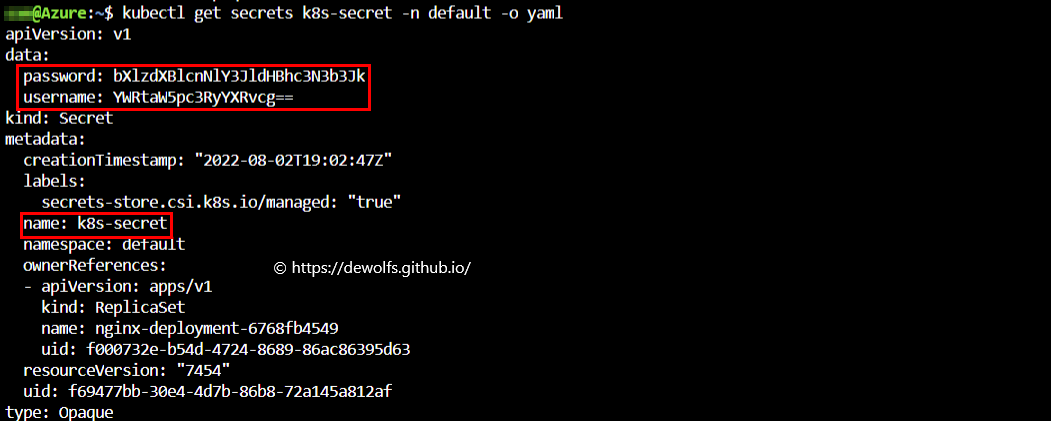 @Azure:~$ kubectl get secrets k8s-secret -n default -o yaml
apiVersion: v1
data:
  password: bXlzdXBlcnNlY3JldHBhc3N3b3Jk
  username: YWRtaW5pc3RyYXRvcg==
kind: Secret
metadata:
  creationTimestamp: "2022-08-02T19:02:47Z"
  labels:
    secrets-store.csi.k8s.io/managed: "true"
  name: k8s-secret
  namespace: default
  ownerReferences:
© https://dewolfs.github.io/
  - apiVersion: apps/v1
    kind: ReplicaSet
    name: nginx-deployment-6768fb4549
    uid: f000732e-b54d-4724-8689-86ac86395d63
  resourceVersion: "7454"
  uid: f69477bb-30e4-4d7b-86b8-72a145a812af
type: Opaque